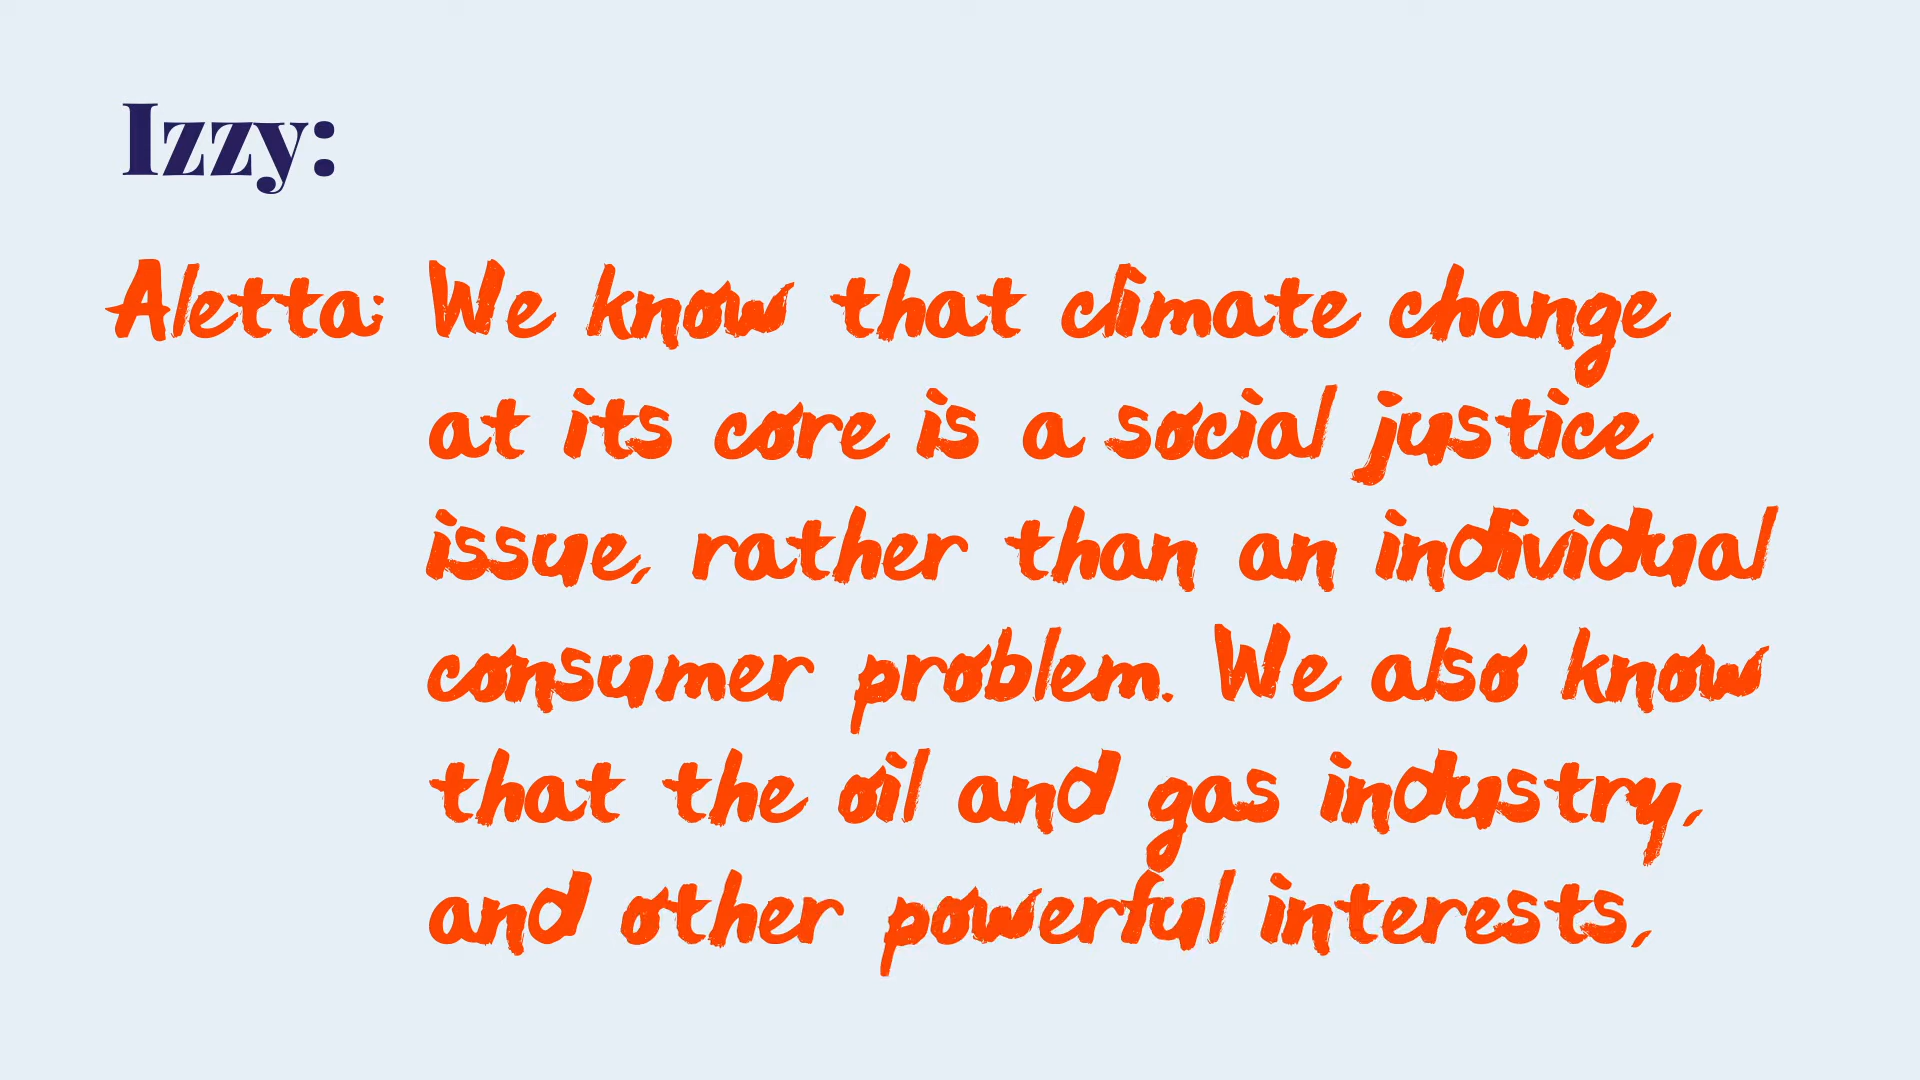 Izzy:
Aletta: We know that climate change
at its core is a social justice
issue, rather than an individual
consumer problem. We also know
that the oil and gas industry,
and other powerful interests,